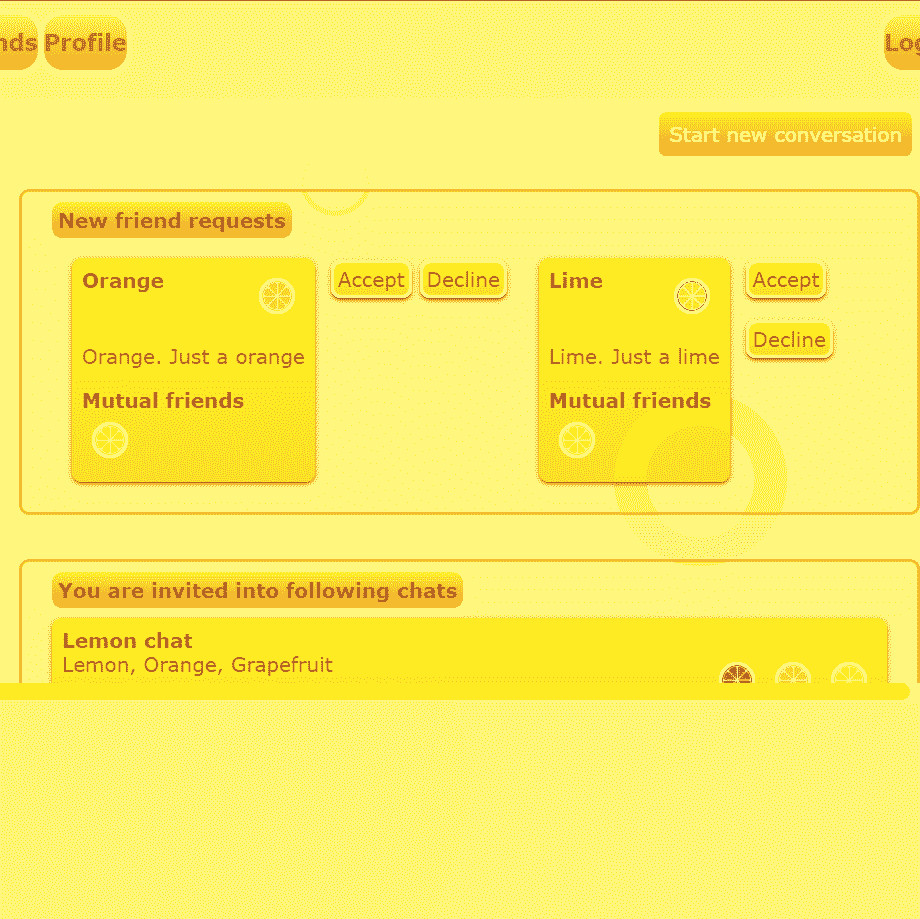 nds Profile Log
Start new conversation
New friend requests
Orange
Accept Decline
Orange. Just a orange
Mutual friends
Lime
Accept
Decline
Lime. Just a lime
Mutual friends
You are invited into following chats
Lemon chat
Lemon, Orange, Grapefruit